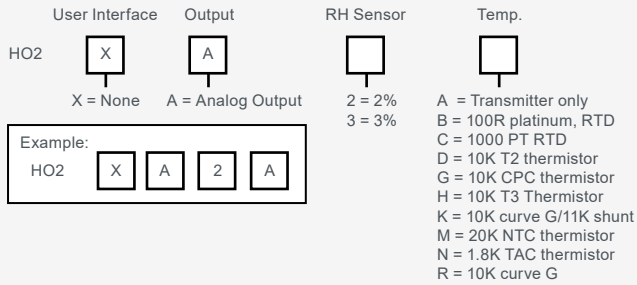 User Interface Output RH Sensor Temp.
HO2 X A
X = None A = Analog Output 2 = 2% A = Transmitter only
3 = 3% B = 100R platinum, RTD
C = 1000 PT RTD
Example: D = 10K T2 thermistor
HO2 X A 2 A G = 10K CPC thermistor
H = 10K T3 Thermistor
K = 10K curve G/11K shunt
M = 20K NTC thermistor
N = 1.8K TAC thermistor
R = 10K curve G